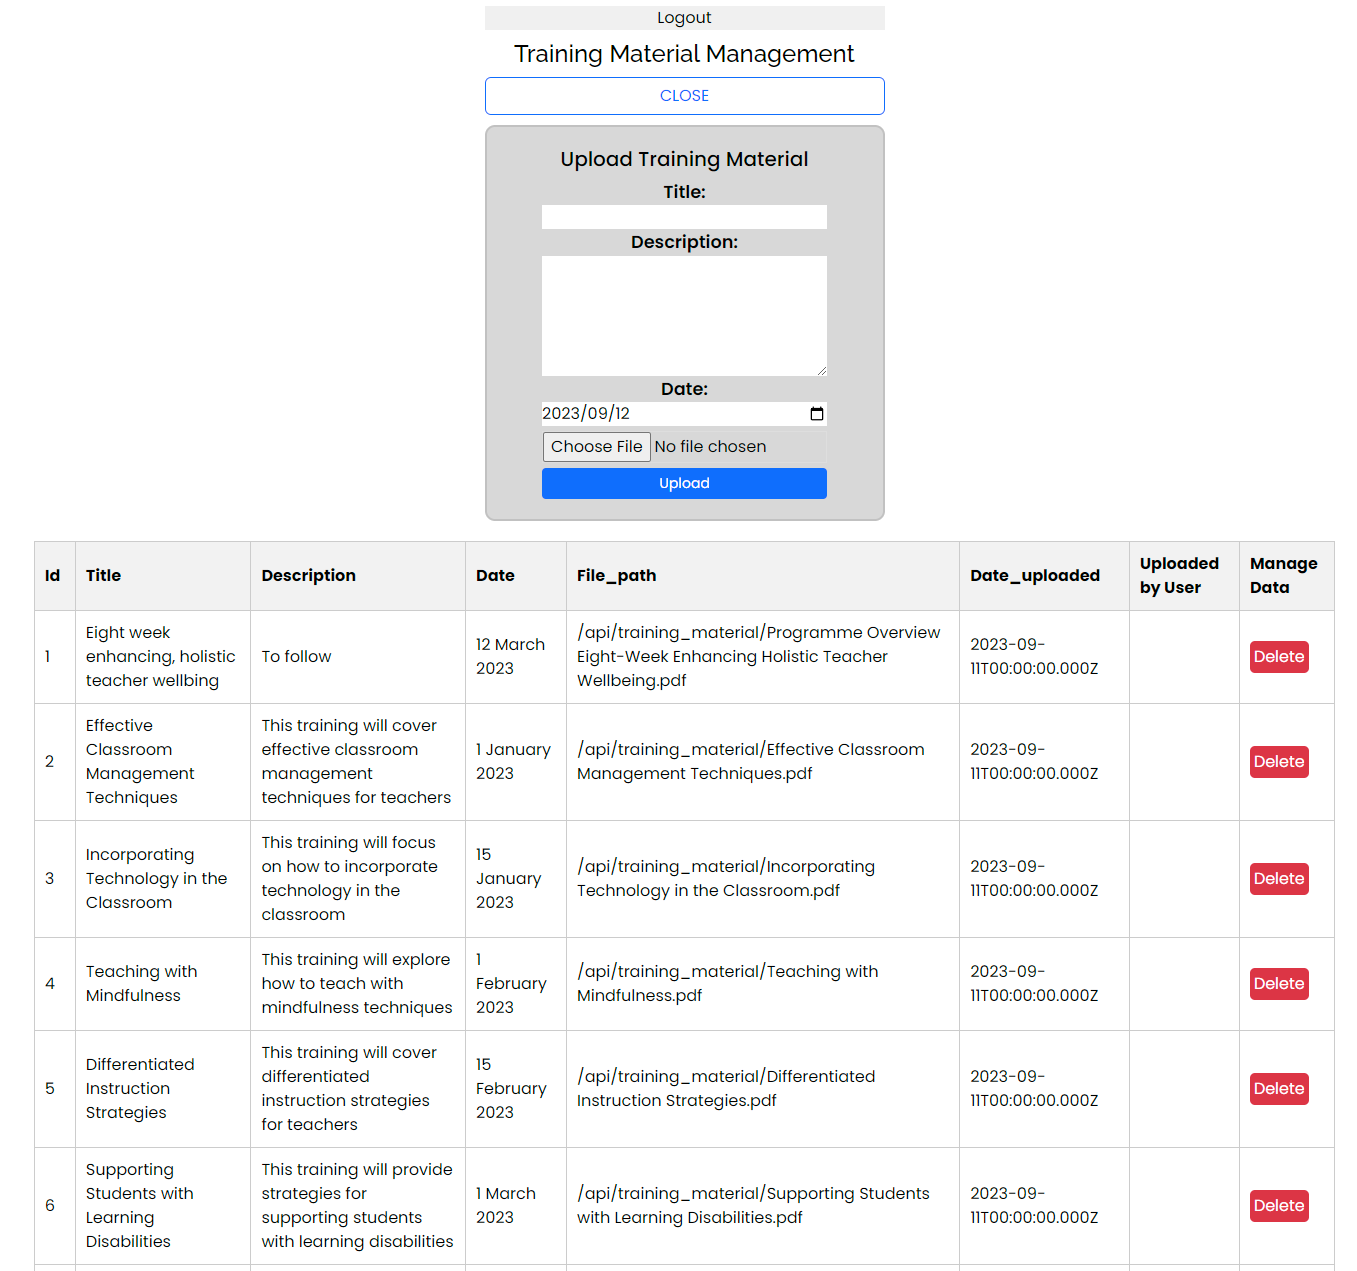 Logout
Training Material Management
CLOSE
Upload Training Material
Title:
Description:
Date:
2023/09/12
Choose File No file chosen
Upload
Id Title Description Date File_path Date_uploaded Uploaded by User Manage Data
1 Eight week enhancing, holistic teacher wellbing To follow 12 March 2023 /api/training_material/Programme Overview Eight-Week Enhancing Holistic Teacher Wellbeing.pdf 2023-09-11T00:00:00.000Z Delete
2 Effective Classroom Management Techniques This training will cover effective classroom management techniques for teachers 1 January 2023 /api/training_material/Effective Classroom Management Techniques.pdf 2023-09-11T00:00:00.000Z Delete
3 Incorporating Technology in the Classroom This training will focus on how to incorporate technology in the classroom 15 January 2023 /api/training_material/Incorporating Technology in the Classroom.pdf 2023-09-11T00:00:00.000Z Delete
4 Teaching with Mindfulness This training will explore how to teach with mindfulness techniques 1 February 2023 /api/training_material/Teaching with Mindfulness.pdf 2023-09-11T00:00:00.000Z Delete
5 Differentiated Instruction Strategies This training will cover differentiated instruction strategies for teachers 15 February 2023 /api/training_material/Differentiated Instruction Strategies.pdf 2023-09-11T00:00:00.000Z Delete
6 Supporting Students with Learning Disabilities This training will provide strategies for supporting students with learning disabilities 1 March 2023 /api/training_material/Supporting Students with Learning Disabilities.pdf 2023-09-11T00:00:00.000Z Delete